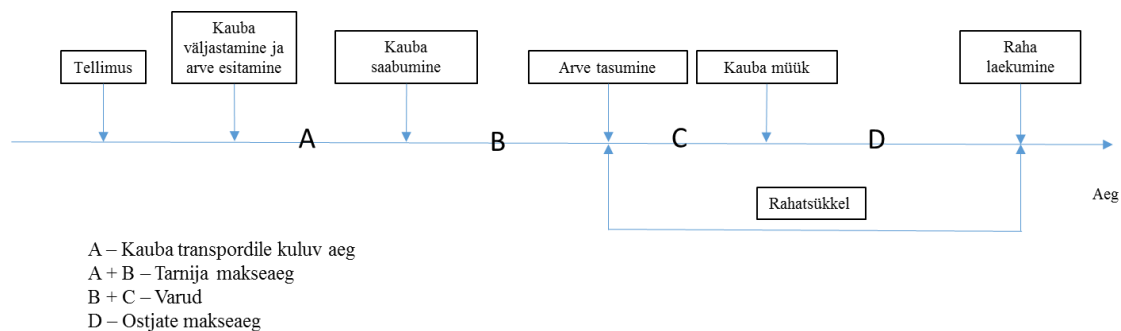 Tellimus
Kauba
väljastamine ja
arve esitamine
Kauba
saabumine
Arve tasumine
Kauba müük
Raha
laekumine
A
B
C
D
Rahatsükkel
Aeg
A – Kauba transpordile kuluv aeg
A + B – Tarnija makseaeg
B + C – Varud
D – Ostjate makseaeg